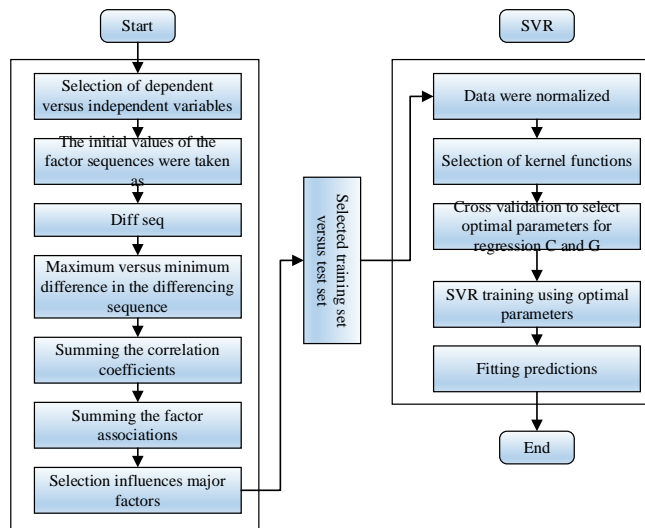 Start
Selection of dependent
versus independent variables
The initial values of the
factor sequences were taken
as
Diff seq
Maximum versus minimum
difference in the differencing
sequence
Summing the correlation
coefficients
Summing the factor
associations
Selection influences major
factors
Selected training set
versus test set
SVR
Data were normalized
Selection of kernel functions
Cross validation to select
optimal parameters for
regression C and G
SVR training using optimal
parameters
Fitting predictions
End